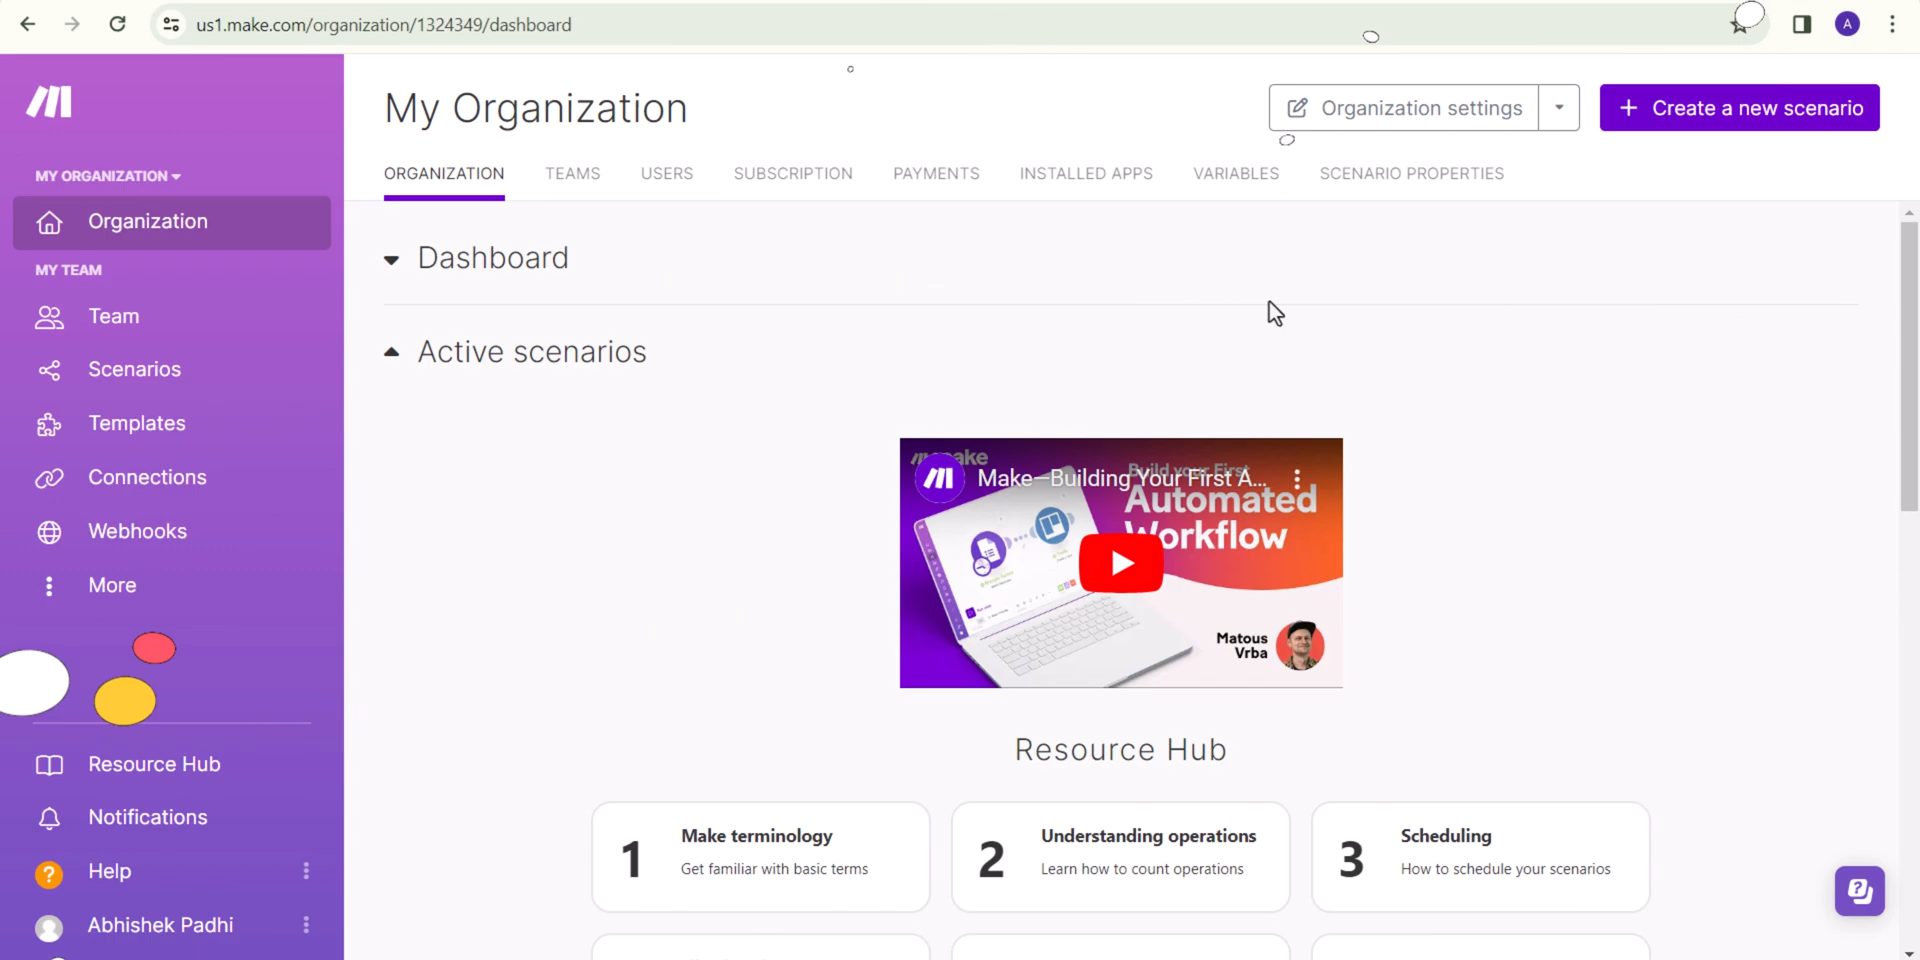 us1.make.com/organization/1324349/dashboard
A
MY ORGANIZATION
Organization
MY TEAM
Team
Scenarios
Templates
Connections
Webhooks
More
Resource Hub
Notifications
? Help
Abhishek Padhi
My Organization
Organization settings
+ Create a new scenario
ORGANIZATION TEAMS USERS SUBSCRIPTION PAYMENTS INSTALLED APPS VARIABLES SCENARIO PROPERTIES
Dashboard
Active scenarios
make
Make—Building Your First A...
Build your First
Automated
Workflow
Matous
Vrba
Resource Hub
1
Make terminology
Get familiar with basic terms
2
Understanding operations
Learn how to count operations
3
Scheduling
How to schedule your scenarios
?